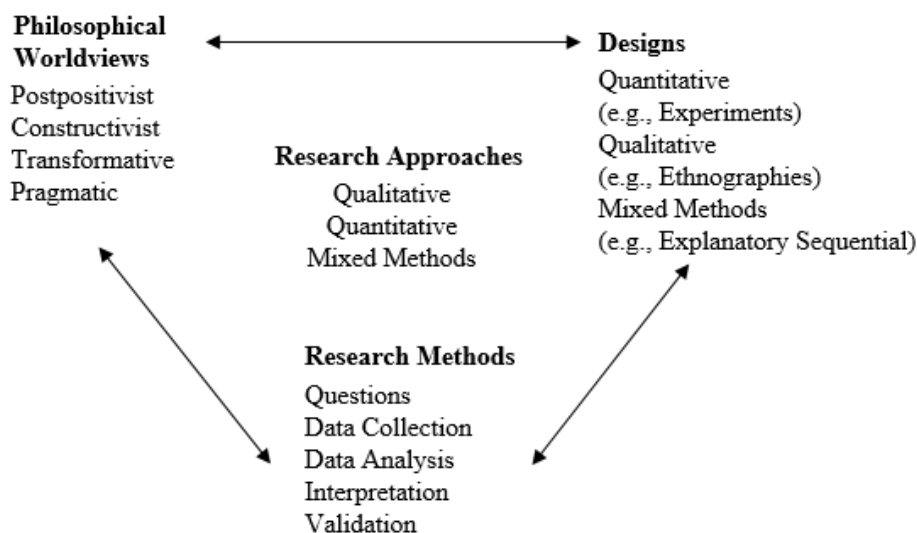 Philosophical
Worldviews
Postpositivist
Constructivist
Transformative
Pragmatic
Designs
Quantitative
(e.g., Experiments)
Qualitative
(e.g., Ethnographies)
Mixed Methods
(e.g., Explanatory Sequential)
Research Approaches
Qualitative
Quantitative
Mixed Methods
Research Methods
Questions
Data Collection
Data Analysis
Interpretation
Validation